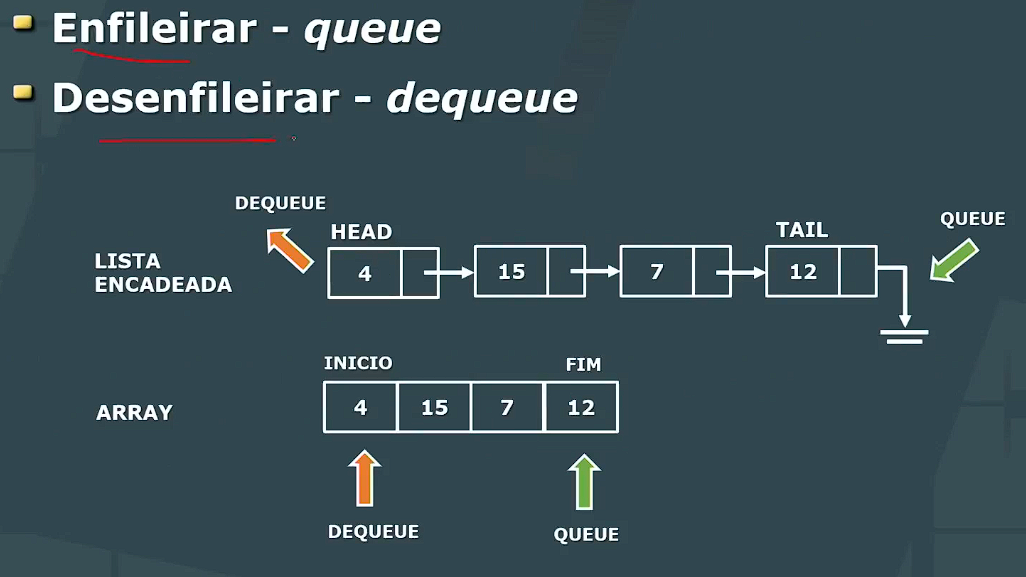 Enfileirar - queue
Desenfileirar - dequeue
DEQUEUE
QUEUE
HEAD
TAIL
LISTA
ENCADEADA
4
15
7
12
INICIO
FIM
ARRAY
4
15
7
12
DEQUEUE
QUEUE